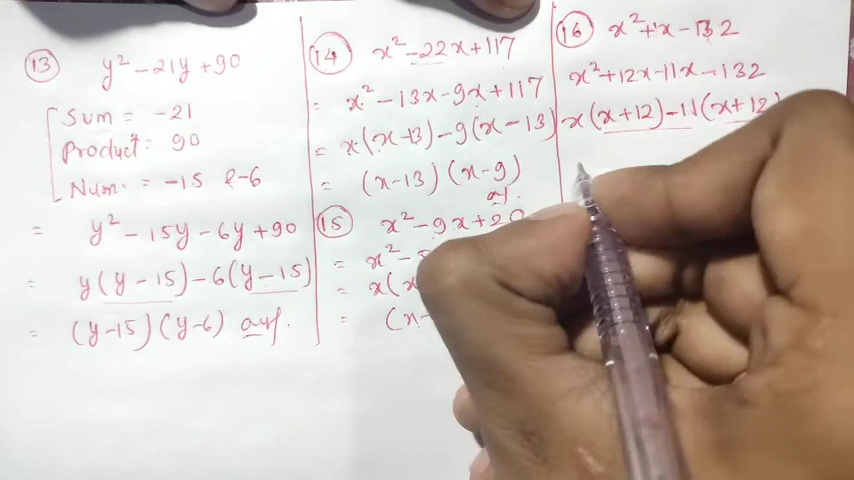 (13) y² - 21y + 90
Sum = -21
Product: 90
Num. = -15 & -6
= y² - 15y - 6y + 90
= y(y - 15) - 6(y - 15)
= (y-15) (y-6) ans.
(14) x² - 22x + 117
= x² - 13x - 9x + 117
= x(x-13) - 9(x - 13)
= (x-13) (x-9)
(15) x² - 9x + 20
= x² -
= x(x
= (x-
(16) x² + x - 132
x² + 12x - 11x - 132
x(x+12) - 11(x+12)